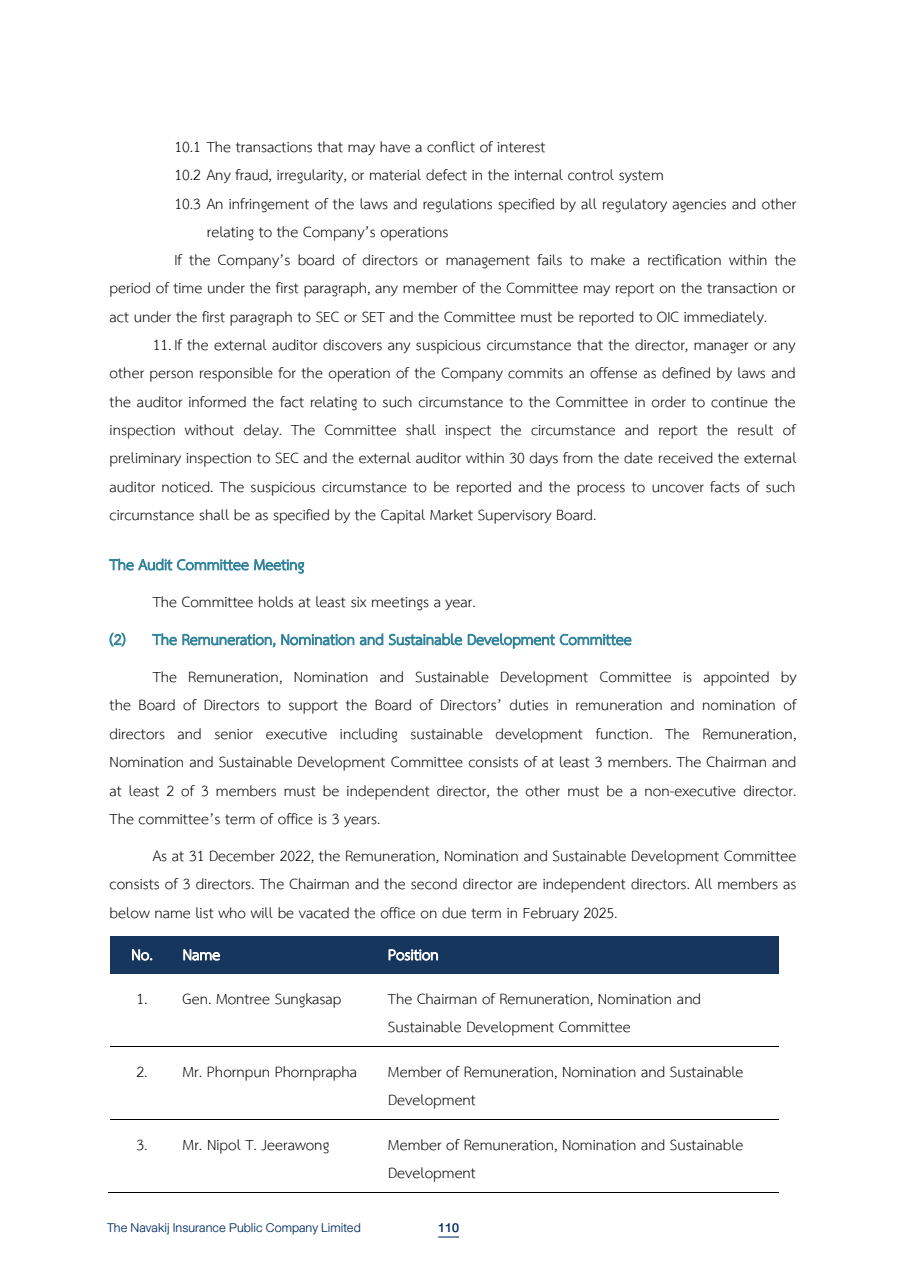 10.1 The transactions that may have a conflict of interest
10.2 Any fraud, irregularity, or material defect in the internal control system
10.3 An infringement of the laws and regulations specified by all regulatory agencies and other
relating to the Company's operations
If the Company's board of directors or management fails to make a rectification within the
period of time under the first paragraph, any member of the Committee may report on the transaction or
act under the first paragraph to SEC or SET and the Committee must be reported to OIC immediately.
11. If the external auditor discovers any suspicious circumstance that the director, manager or any
other person responsible for the operation of the Company commits an offense as defined by laws and
the auditor informed the fact relating to such circumstance to the Committee in order to continue the
inspection without delay. The Committee shall inspect the circumstance and report the result of
preliminary inspection to SEC and the external auditor within 30 days from the date received the external
auditor noticed. The suspicious circumstance to be reported and the process to uncover facts of such
circumstance shall be as specified by the Capital Market Supervisory Board.
The Audit Committee Meeting
The Committee holds at least six meetings a year.
(2) The Remuneration, Nomination and Sustainable Development Committee
The Remuneration, Nomination and Sustainable Development Committee is appointed by
the Board of Directors to support the Board of Directors' duties in remuneration and nomination of
directors and senior executive including sustainable development function. The Remuneration,
Nomination and Sustainable Development Committee consists of at least 3 members. The Chairman and
at least 2 of 3 members must be independent director, the other must be a non-executive director.
The committee's term of office is 3 years.
As at 31 December 2022, the Remuneration, Nomination and Sustainable Development Committee
consists of 3 directors. The Chairman and the second director are independent directors. All members as
below name list who will be vacated the office on due term in February 2025.
No. Name Position
1. Gen. Montree Sungkasap The Chairman of Remuneration, Nomination and
Sustainable Development Committee
2. Mr. Phornpun Phornprapha Member of Remuneration, Nomination and Sustainable
Development
3. Mr. Nipol T. Jeerawong Member of Remuneration, Nomination and Sustainable
Development
The Navakij Insurance Public Company Limited 110